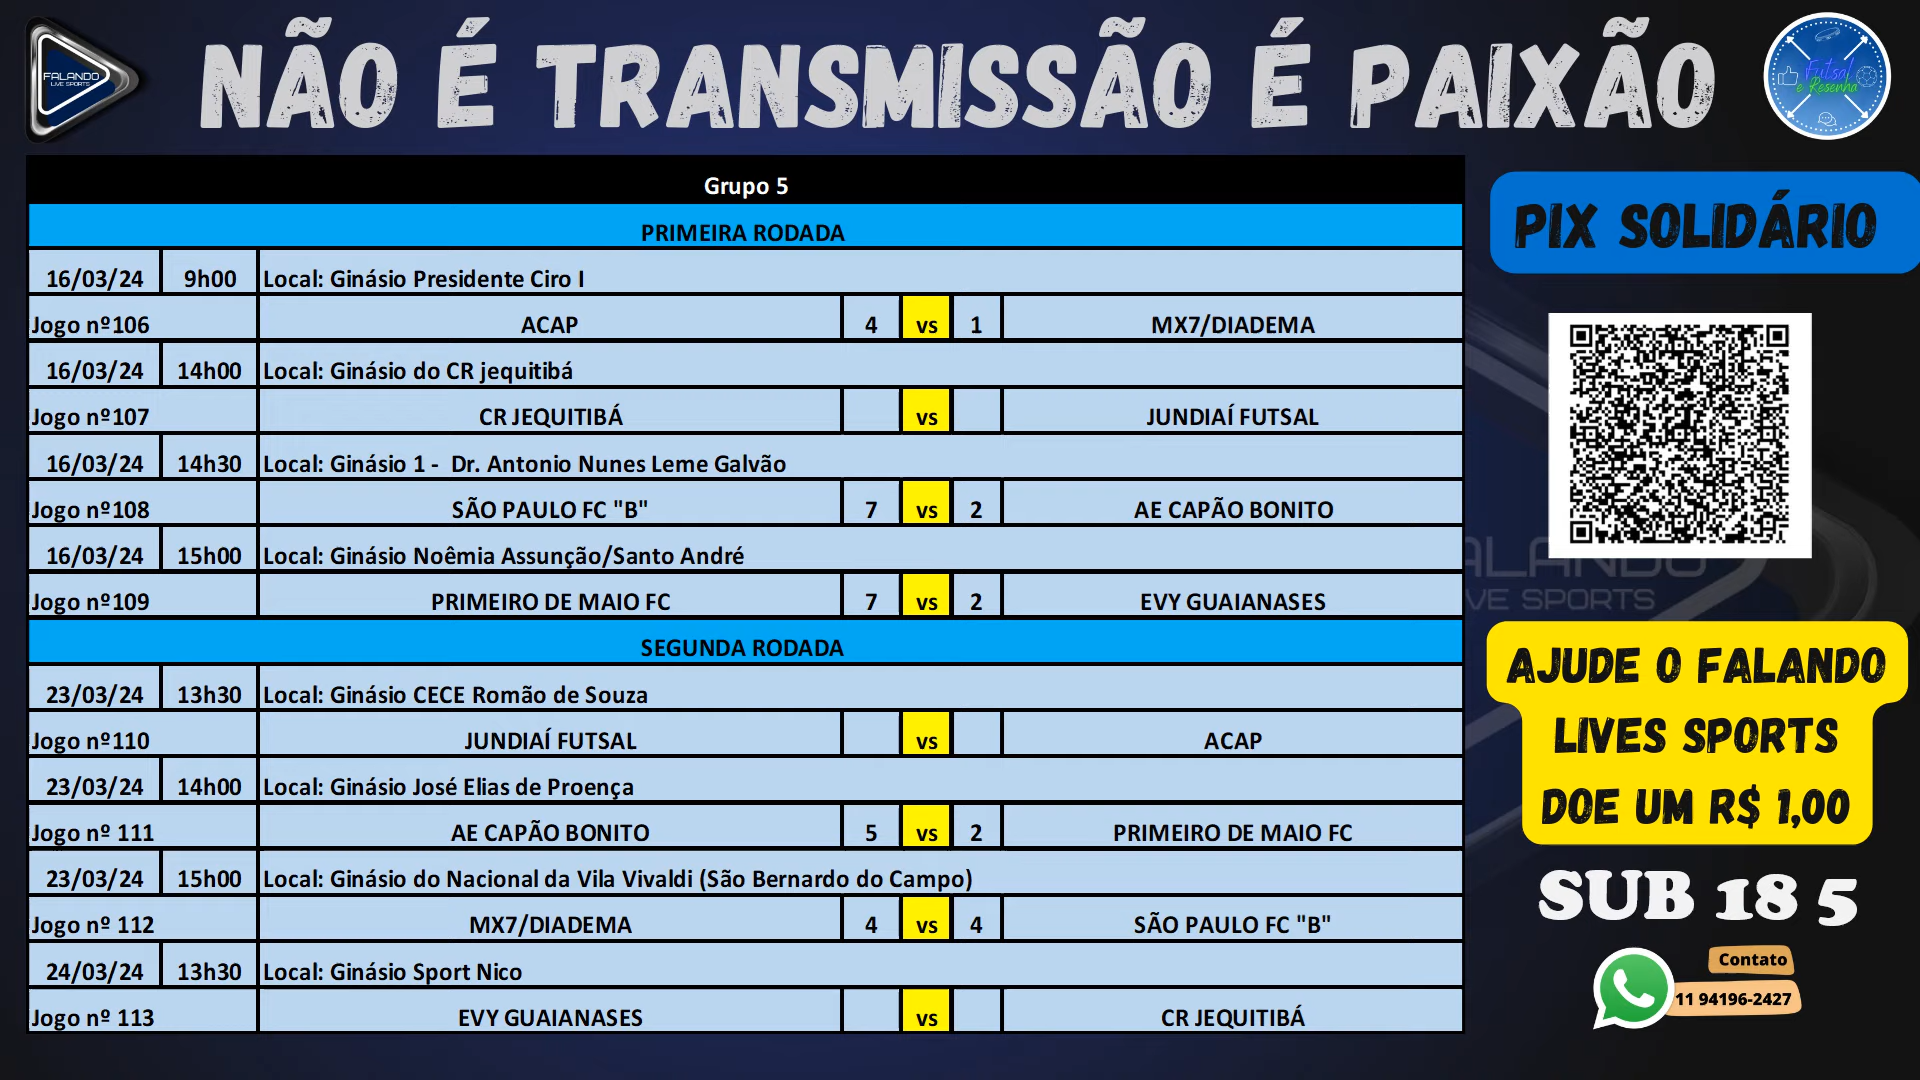 FALANDO
LIVE SPORTS
NÃO É TRANSMISSÃO É PAIXÃO
Futsal
e Resenha
Grupo 5
PRIMEIRA RODADA
16/03/24 9h00 Local: Ginásio Presidente Ciro I
Jogo nº106 ACAP 4 vs 1 MX7/DIADEMA
16/03/24 14h00 Local: Ginásio do CR jequitibá
Jogo nº107 CR JEQUITIBÁ vs JUNDIAÍ FUTSAL
16/03/24 14h30 Local: Ginásio 1 - Dr. Antonio Nunes Leme Galvão
Jogo nº108 SÃO PAULO FC "B" 7 vs 2 AE CAPÃO BONITO
16/03/24 15h00 Local: Ginásio Noêmia Assunção/Santo André
Jogo nº109 PRIMEIRO DE MAIO FC 7 vs 2 EVY GUAIANASES
SEGUNDA RODADA
23/03/24 13h30 Local: Ginásio CECE Romão de Souza
Jogo nº110 JUNDIAÍ FUTSAL vs ACAP
23/03/24 14h00 Local: Ginásio José Elias de Proença
Jogo nº 111 AE CAPÃO BONITO 5 vs 2 PRIMEIRO DE MAIO FC
23/03/24 15h00 Local: Ginásio do Nacional da Vila Vivaldi (São Bernardo do Campo)
Jogo nº 112 MX7/DIADEMA 4 vs 4 SÃO PAULO FC "B"
24/03/24 13h30 Local: Ginásio Sport Nico
Jogo nº 113 EVY GUAIANASES vs CR JEQUITIBÁ
PIX SOLIDÁRIO
ALANDO
VE SPORTS
AJUDE O FALANDO
LIVES SPORTS
DOE UM R$ 1,00
SUB 18 5
Contato
11 94196-2427